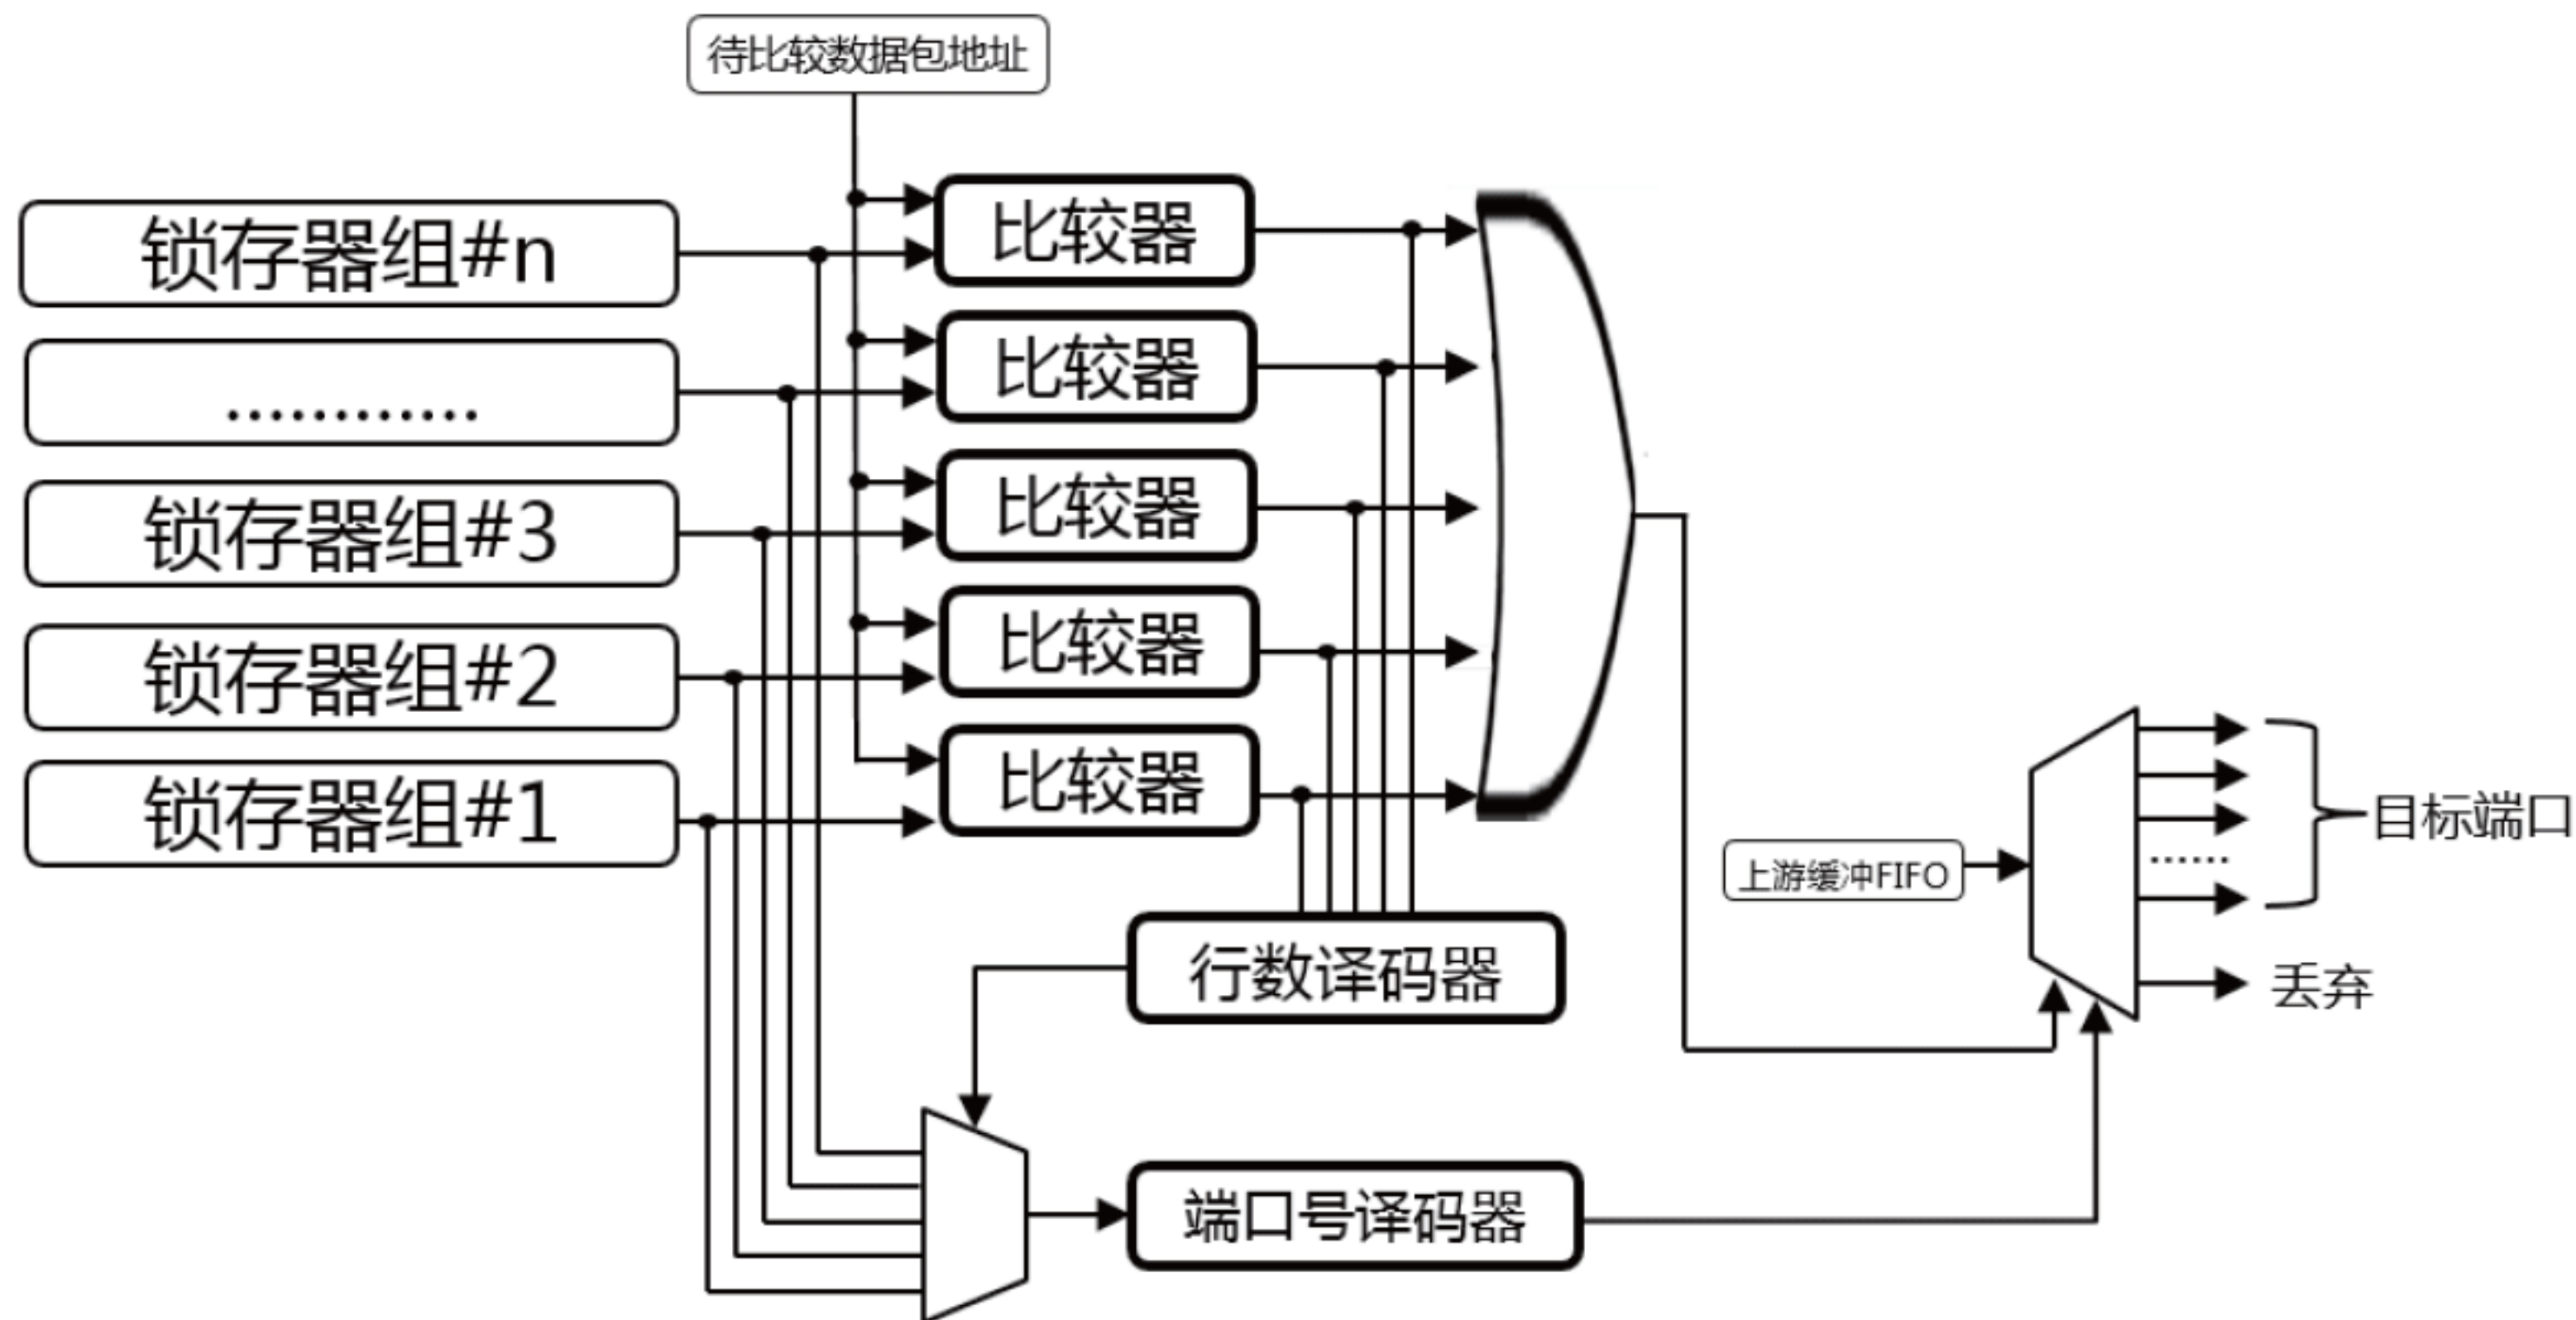 待比较数据包地址
锁存器组#n
比较器
............
比较器
锁存器组#3
比较器
锁存器组#2
比较器
锁存器组#1
比较器
上游缓冲FIFO
......
目标端口
行数译码器
丢弃
端口号译码器